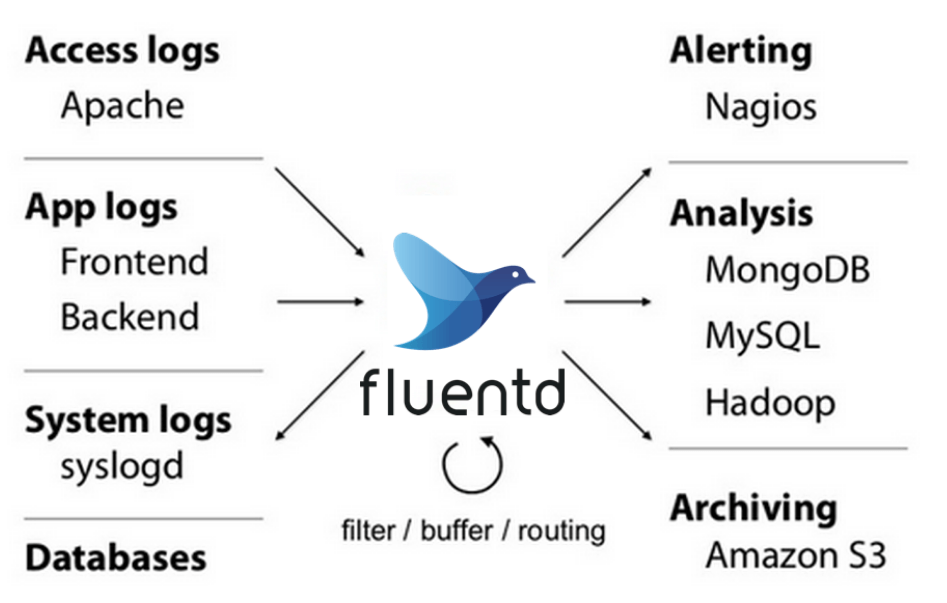 Access logs
Apache
App logs
Frontend
Backend
System logs
syslogd
Databases
fluentd
filter / buffer / routing
Alerting
Nagios
Analysis
MongoDB
MySQL
Hadoop
Archiving
Amazon S3